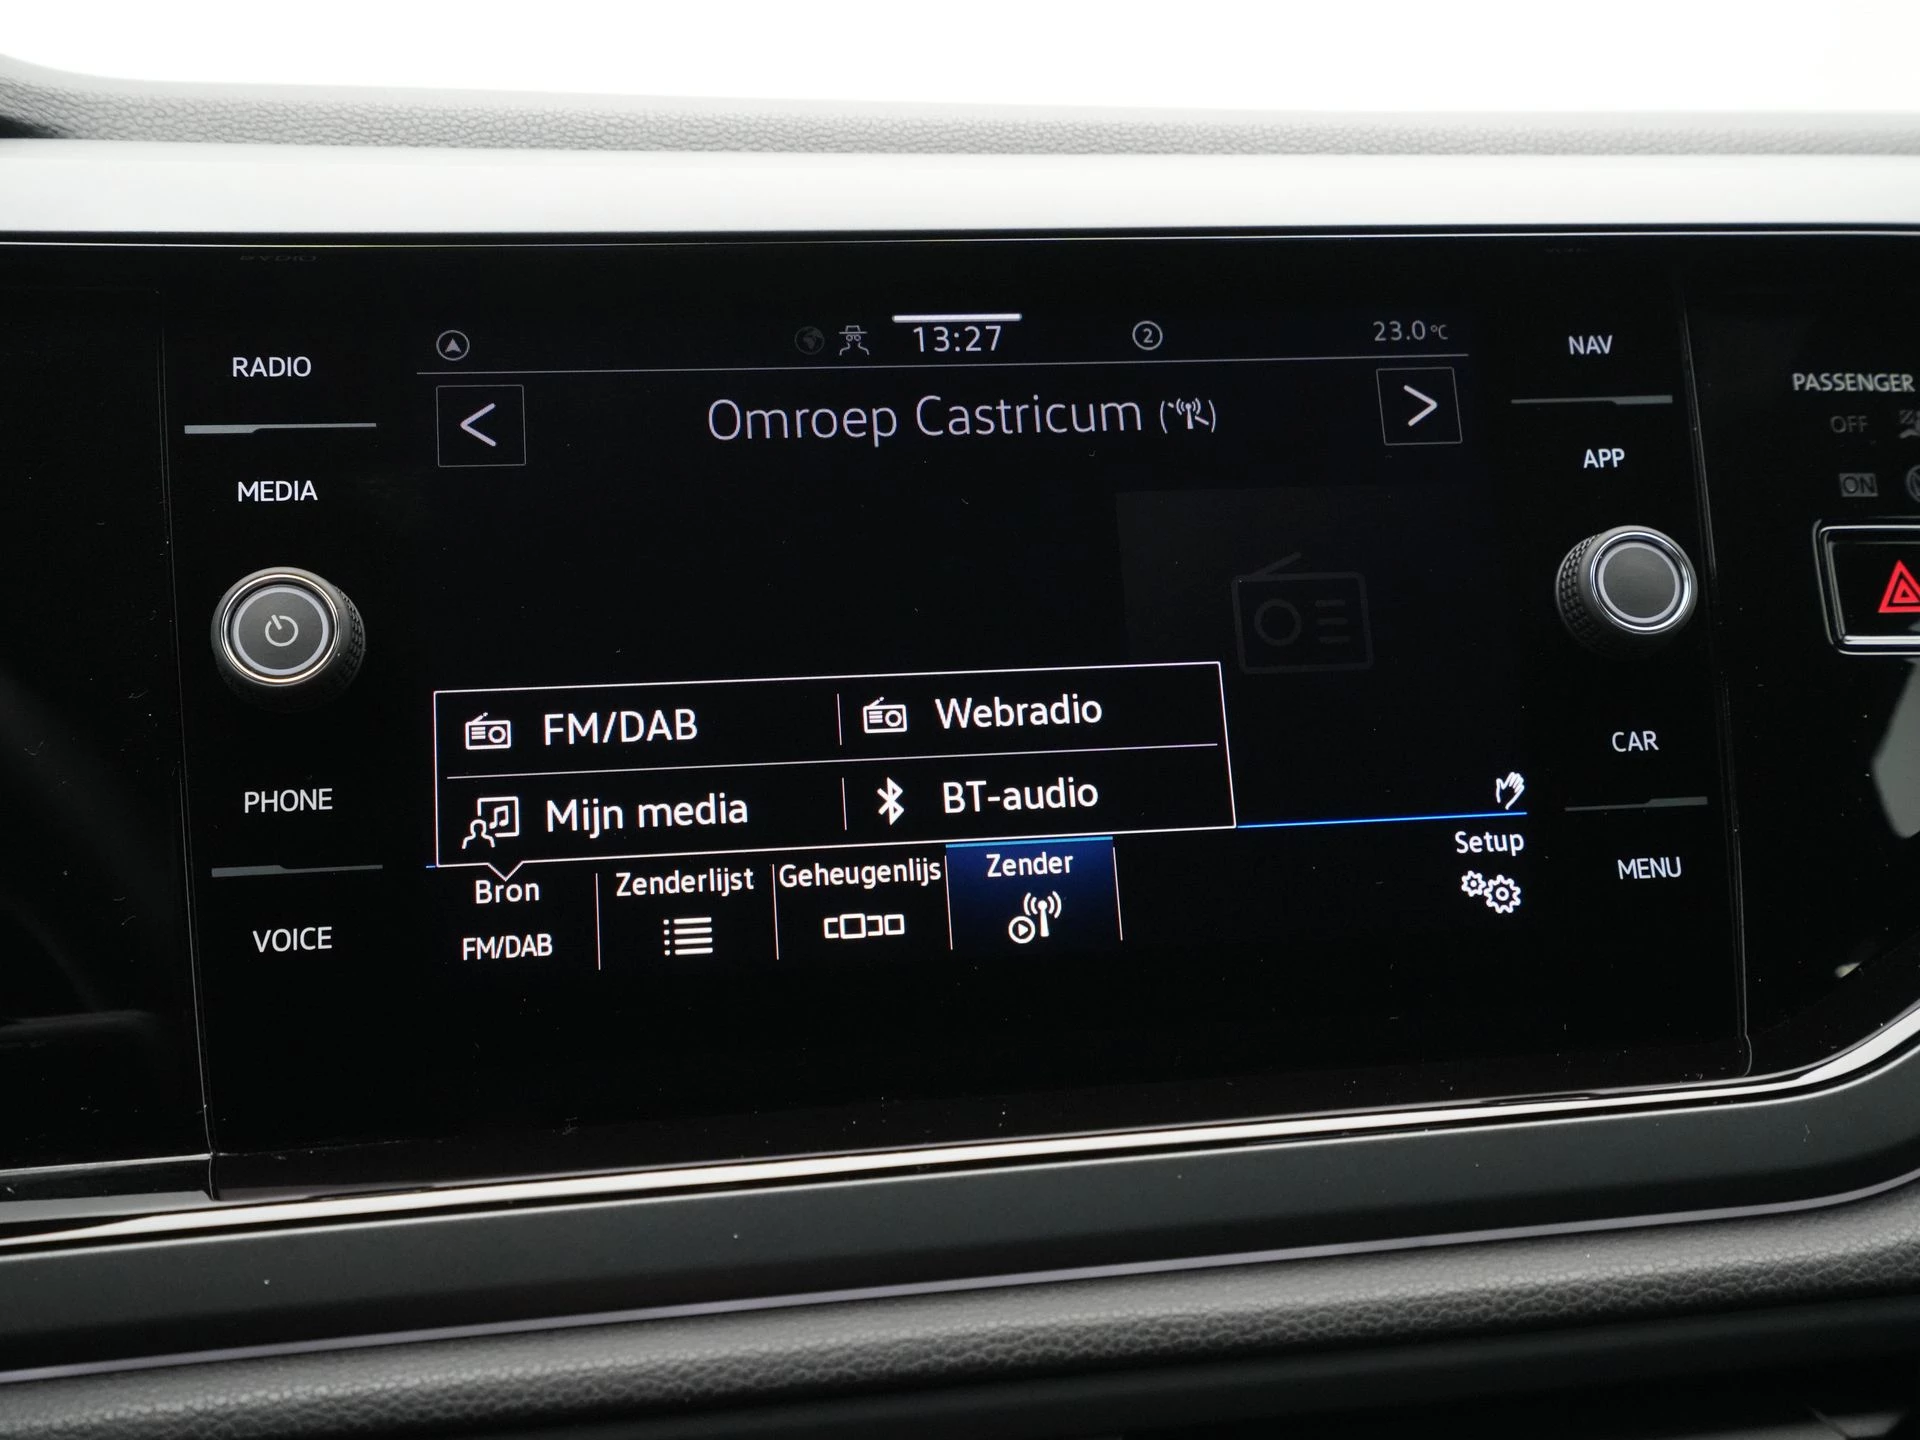 13:27
2
23.0°C
RADIO
NAV
PASSENGER
OFF
ON
Omroep Castricum
MEDIA
APP
FM/DAB
Webradio
Mijn media
BT-audio
PHONE
CAR
VOICE
MENU
Bron
FM/DAB
Zenderlijst
Geheugenlijs
Zender
Setup